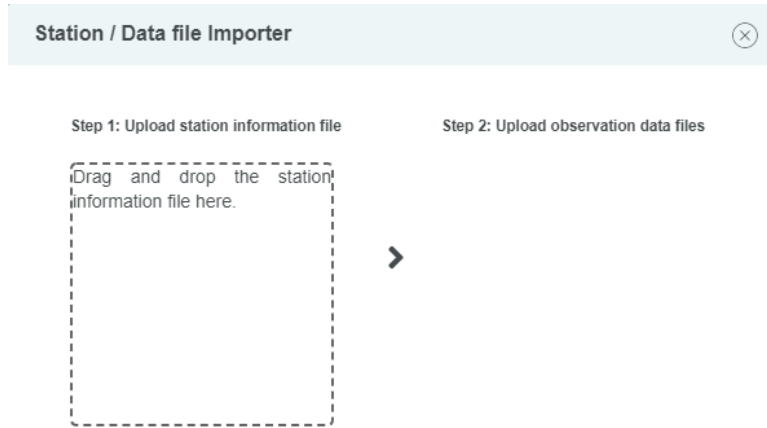 Station / Data file Importer
Step 1: Upload station information file
Step 2: Upload observation data files
Drag and drop the station
information file here.